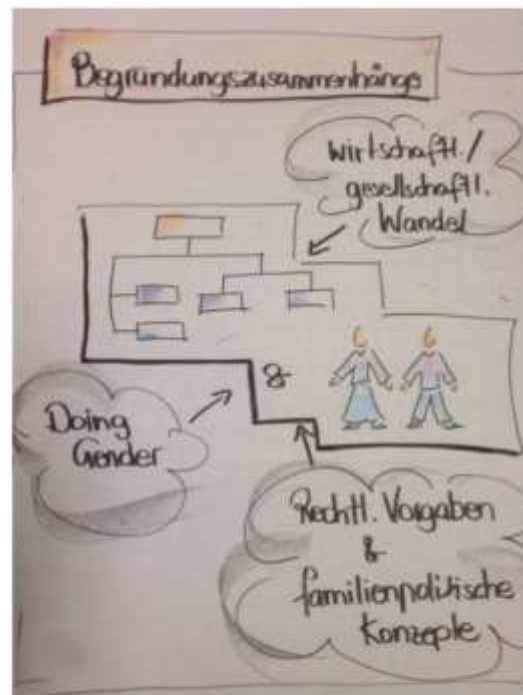 Begründungszusammenhänge
wirtschaftl./
gesellschaftl.
Wandel
&
Doing
Gender
Rechtl. Vorgaben
&
familienpolitische
Konzepte